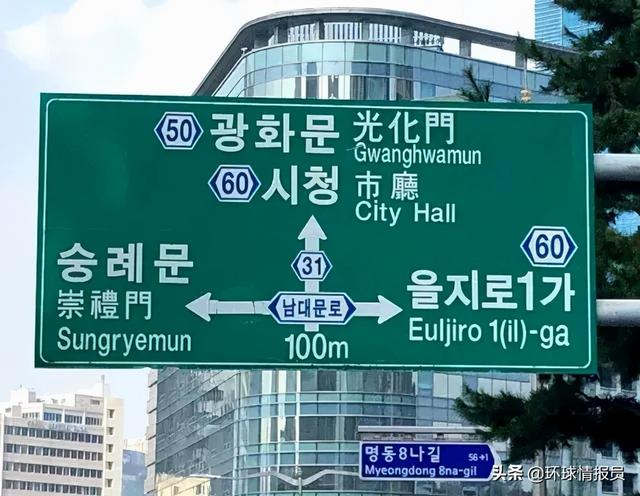 50 광화문 光化門
Gwanghwamun
60 시청 市廳
City Hall
31
60
숭례문
崇禮門
Sungryemun
남대문로
100m
을지로1가
Euljiro 1(il)-ga
명동8나길 56→1
Myeongdong 8na-gil
头条 @环球情报员